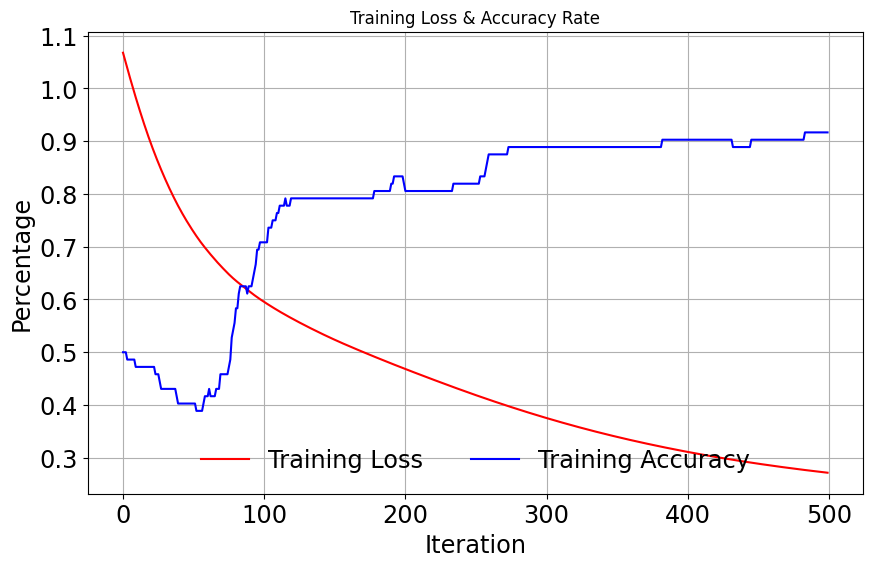 Training Loss & Accuracy Rate
1.1
1.0
0.9
0.8
0.7
0.6
0.5
0.4
0.3
Percentage
Training Loss
Training Accuracy
0 100 200 300 400 500
Iteration